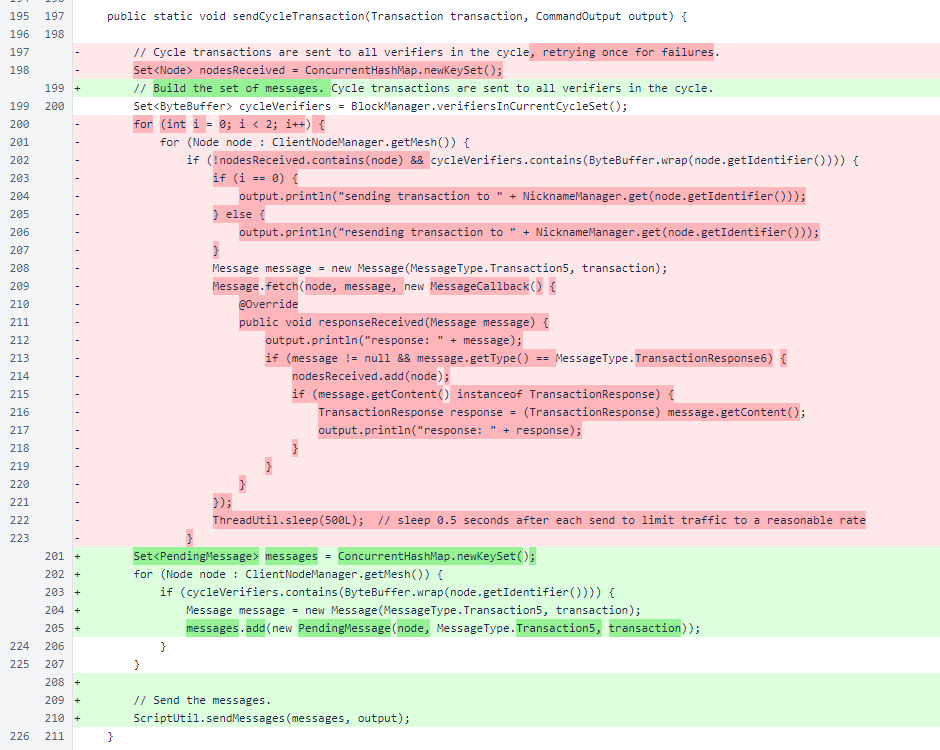 195 197 public static void sendCycleTransaction(Transaction transaction, CommandOutput output) {
196 198
197 - // Cycle transactions are sent to all verifiers in the cycle, retrying once for failures.
198 - Set<Node> nodesReceived = ConcurrentHashMap.newKeySet();
199 + // Build the set of messages. Cycle transactions are sent to all verifiers in the cycle.
199 200 Set<ByteBuffer> cycleVerifiers = BlockManager.verifiersInCurrentCycleSet();
200 - for (int i = 0; i < 2; i++) {
201 - for (Node node : ClientNodeManager.getMesh()) {
202 - if (!nodesReceived.contains(node) && cycleVerifiers.contains(ByteBuffer.wrap(node.getIdentifier()))) {
203 - if (i == 0) {
204 - output.println("sending transaction to " + NicknameManager.get(node.getIdentifier()));
205 - } else {
206 - output.println("resending transaction to " + NicknameManager.get(node.getIdentifier()));
207 - }
208 - Message message = new Message(MessageType.Transaction5, transaction);
209 - Message.fetch(node, message, new MessageCallback() {
210 - @Override
211 - public void responseReceived(Message message) {
212 - output.println("response: " + message);
213 - if (message != null && message.getType() == MessageType.TransactionResponse6) {
214 - nodesReceived.add(node);
215 - if (message.getContent() instanceof TransactionResponse) {
216 - TransactionResponse response = (TransactionResponse) message.getContent();
217 - output.println("response: " + response);
218 - }
219 - }
220 - }
221 - });
222 - ThreadUtil.sleep(500L); // sleep 0.5 seconds after each send to limit traffic to a reasonable rate
223 - }
201 + Set<PendingMessage> messages = ConcurrentHashMap.newKeySet();
202 + for (Node node : ClientNodeManager.getMesh()) {
203 + if (cycleVerifiers.contains(ByteBuffer.wrap(node.getIdentifier()))) {
204 + Message message = new Message(MessageType.Transaction5, transaction);
205 + messages.add(new PendingMessage(node, MessageType.Transaction5, transaction));
224 206 }
225 207 }
208 +
209 + // Send the messages.
210 + ScriptUtil.sendMessages(messages, output);
226 211 }